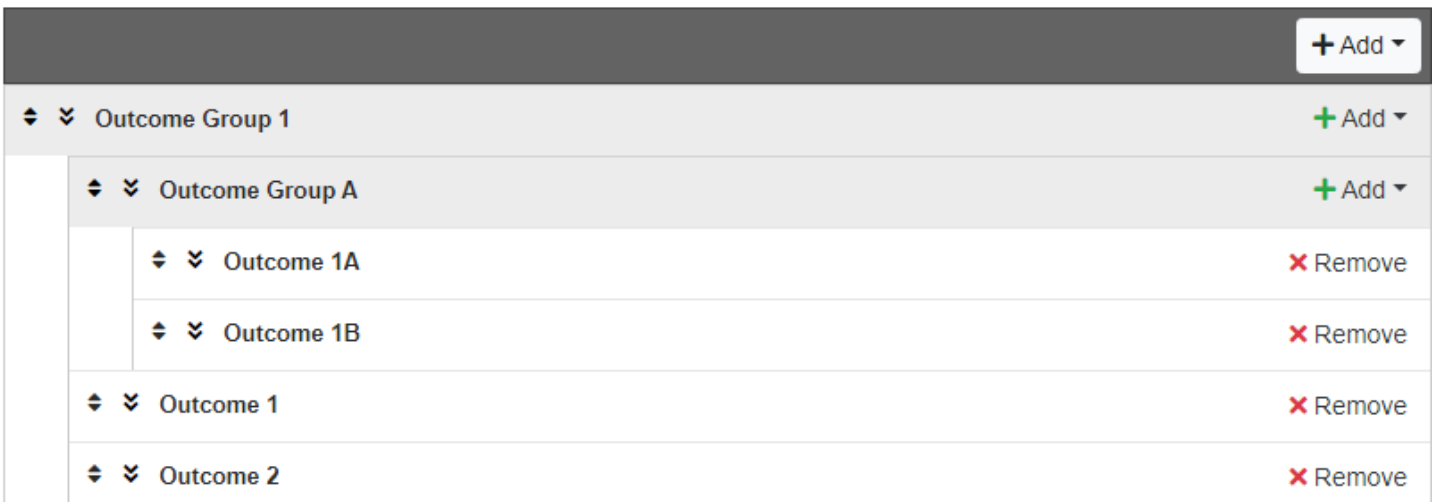 Add
Outcome Group 1 Add
Outcome Group A Add
Outcome 1A Remove
Outcome 1B Remove
Outcome 1 Remove
Outcome 2 Remove